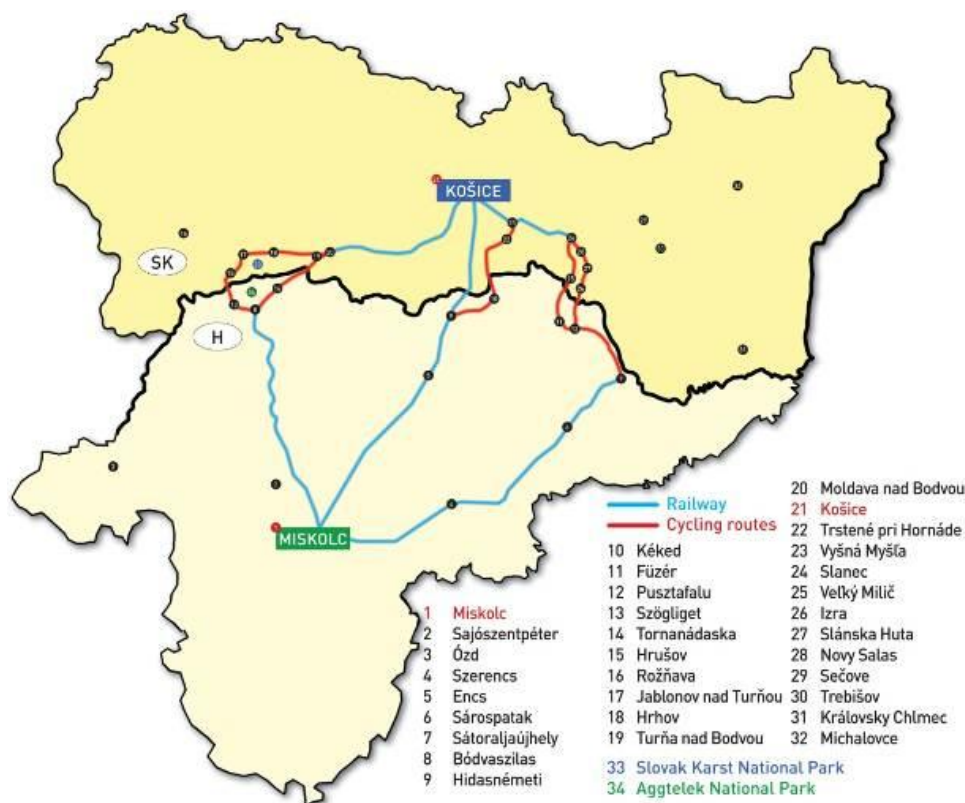 KOŠICE
SK
H
MISKOLC
Railway
Cycling routes
1 Miskolc
2 Sajószentpéter
3 Ózd
4 Szerencs
5 Encs
6 Sárospatak
7 Sátoraljaújhely
8 Bódvaszilas
9 Hidasnémeti
10 Kéked
11 Füzér
12 Pusztafalu
13 Szögliget
14 Tornanádaska
15 Hrušov
16 Rožňava
17 Jablonov nad Turňou
18 Hrhov
19 Turňa nad Bodvou
20 Moldava nad Bodvou
21 Košice
22 Trstené pri Hornáde
23 Vyšná Myšľa
24 Slanec
25 Veľký Milič
26 Izra
27 Slánska Huta
28 Novy Salas
29 Sečove
30 Trebišov
31 Královsky Chlmec
32 Michalovce
33 Slovak Karst National Park
34 Aggtelek National Park